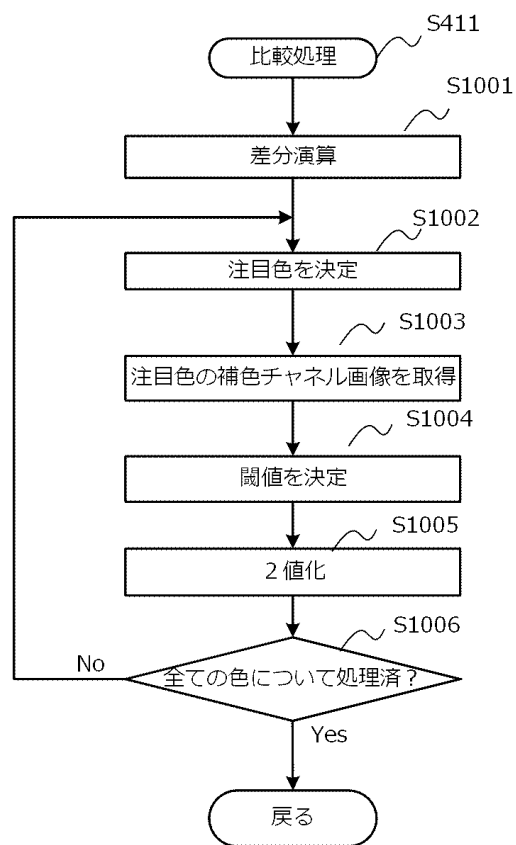 S411
比較処理
S1001
差分演算
S1002
注目色を決定
S1003
注目色の補色チャネル画像を取得
S1004
閾値を決定
S1005
２値化
S1006
No
全ての色について処理済？
Yes
戻る